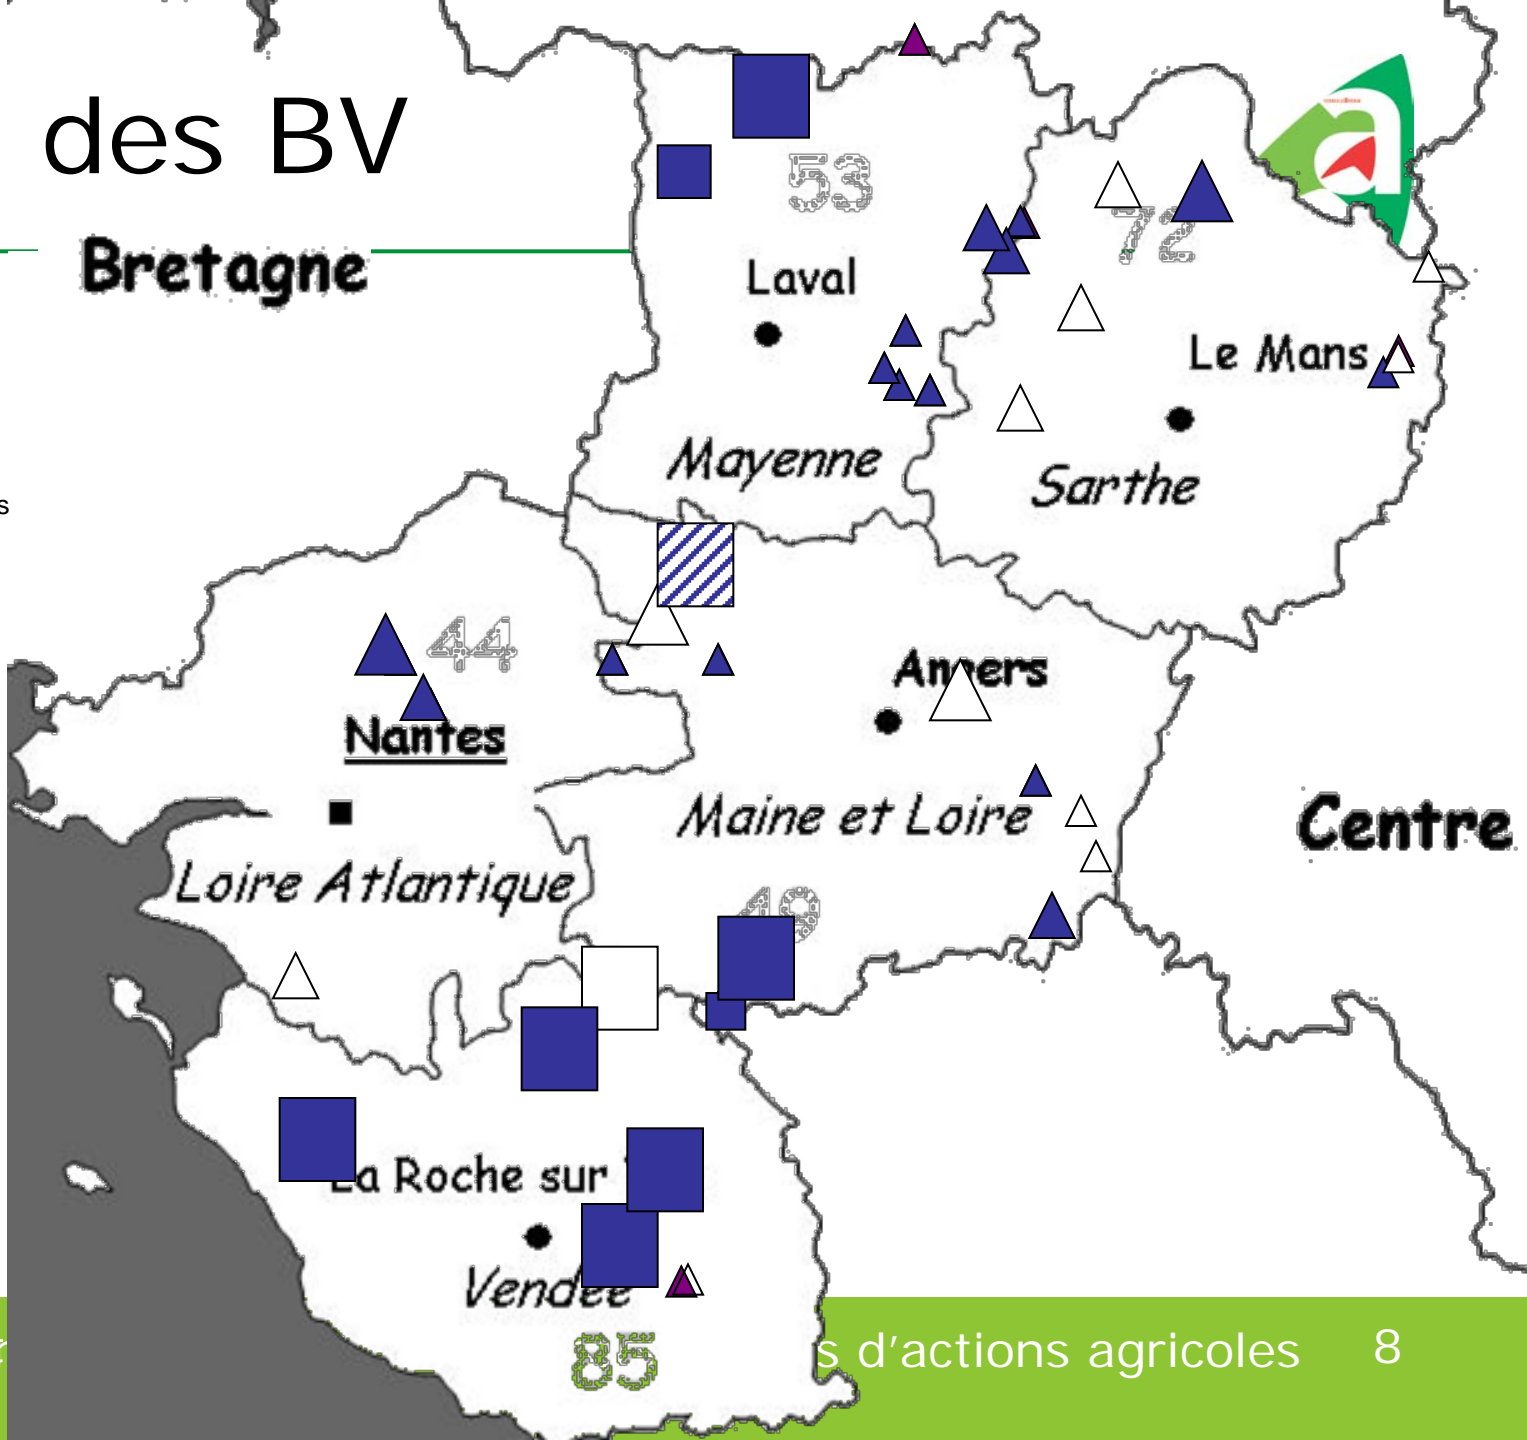 des BV
53
72
Bretagne
Laval
Le Mans
Mayenne
Sarthe
s
44
Angers
Nantes
Maine et Loire
Centre
Loire Atlantique
49
La Roche sur
Vendée
85
s d'actions agricoles 8